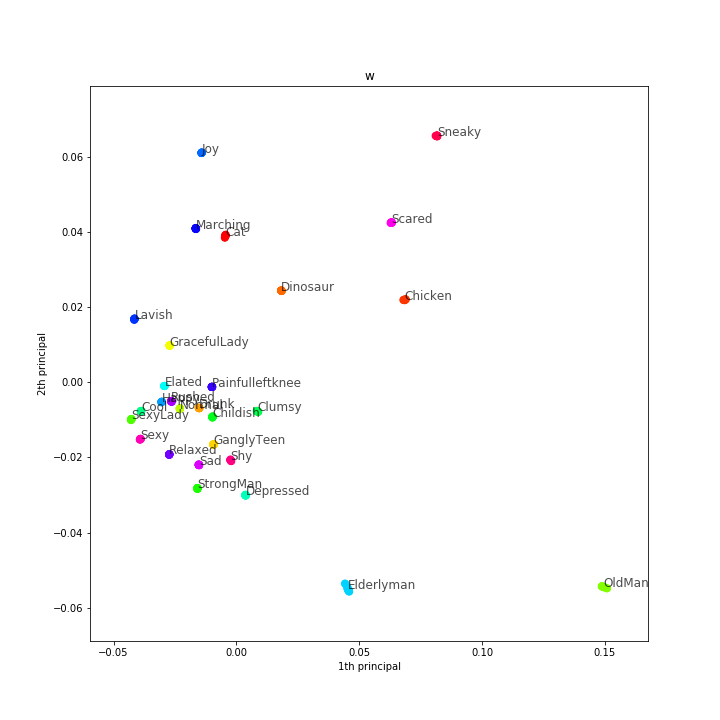 w
Sneaky
Joy
0.06
Marching
Cat
Scared
0.04
Dinosaur
Chicken
0.02
Lavish
GracefulLady
Elated
Painfulleftknee
0.00
Rushed
Happy
Normal
Drunk
Cool
Childish
Clumsy
SexyLady
Sexy
GanglyTeen
Relaxed
Shy
Sad
−0.02
StrongMan
Depressed
−0.04
Elderlyman
OldMan
−0.06
2th principal
−0.05
0.00
0.05
0.10
0.15
1th principal